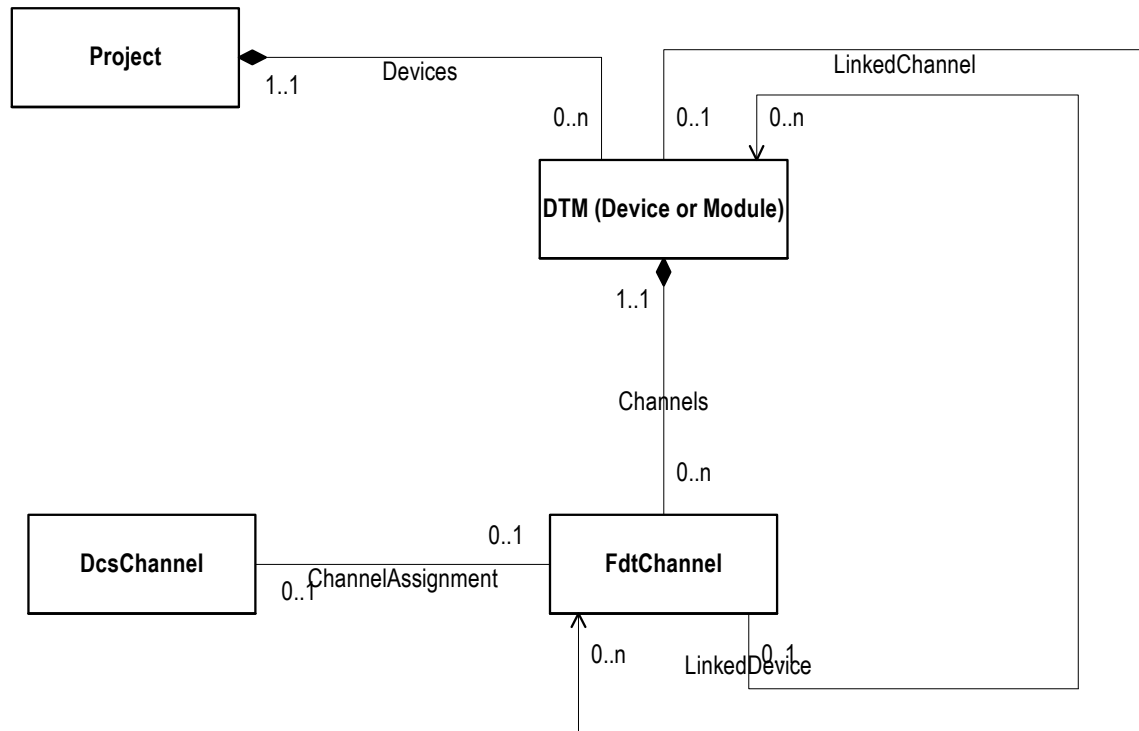 Project
1..1
Devices
LinkedChannel
0..n
0..1
0..n
DTM (Device or Module)
1..1
Channels
0..n
DcsChannel
0..1
ChannelAssignment
0..1
FdtChannel
0..n
LinkedDevice
0..1